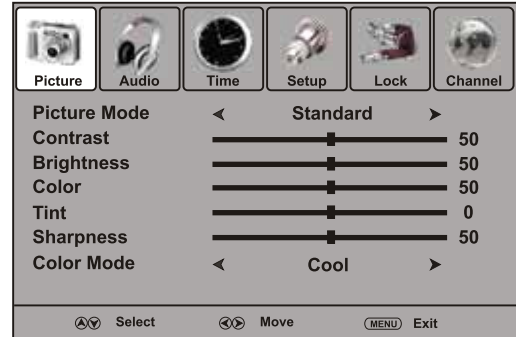 Picture Audio Time Setup Lock Channel
Picture Mode Standard
Contrast 50
Brightness 50
Color 50
Tint 0
Sharpness 50
Color Mode Cool
Select Move MENU Exit